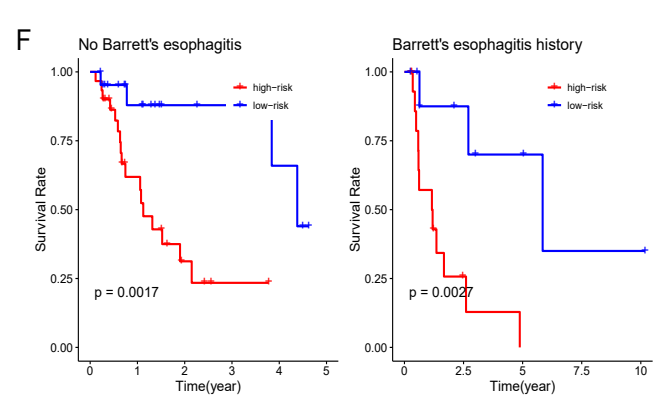 F
No Barrett's esophagitis
Survival Rate
1.00
0.75
0.50
0.25
0.00
high−risk
low−risk
p = 0.0017
0 1 2 3 4 5
Time(year)
Barrett's esophagitis history
Survival Rate
1.00
0.75
0.50
0.25
0.00
high−risk
low−risk
p = 0.0027
0 2.5 5 7.5 10
Time(year)